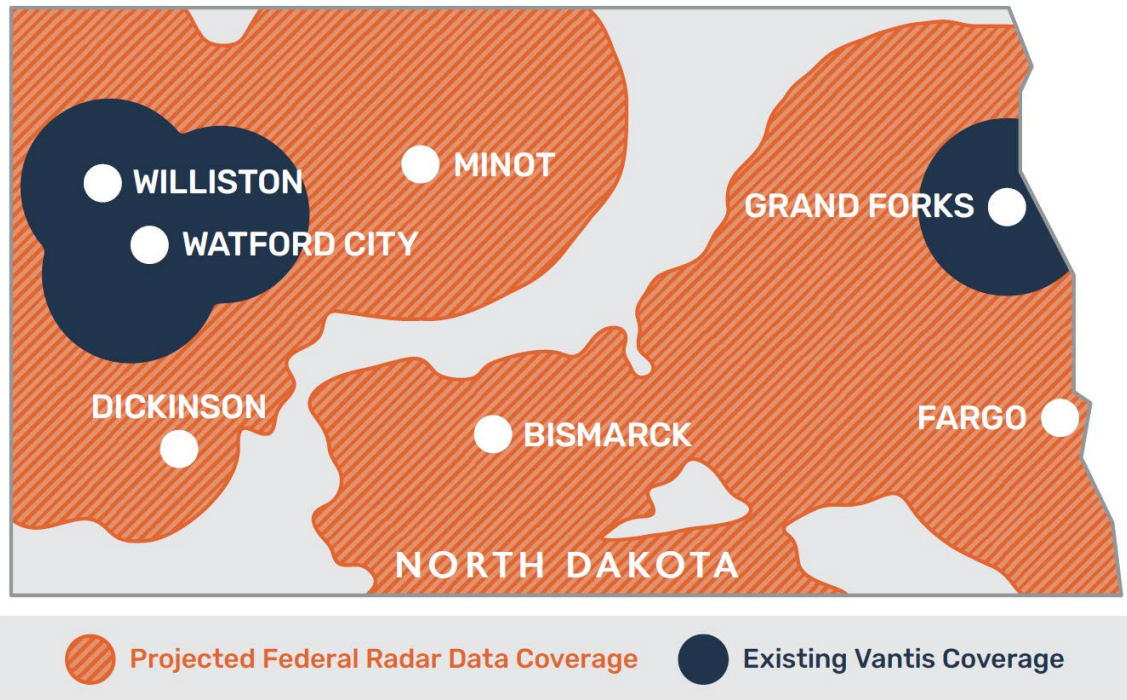 WILLISTON
MINOT
WATFORD CITY
GRAND FORKS
DICKINSON
BISMARCK
FARGO
NORTH DAKOTA
Projected Federal Radar Data Coverage
Existing Vantis Coverage